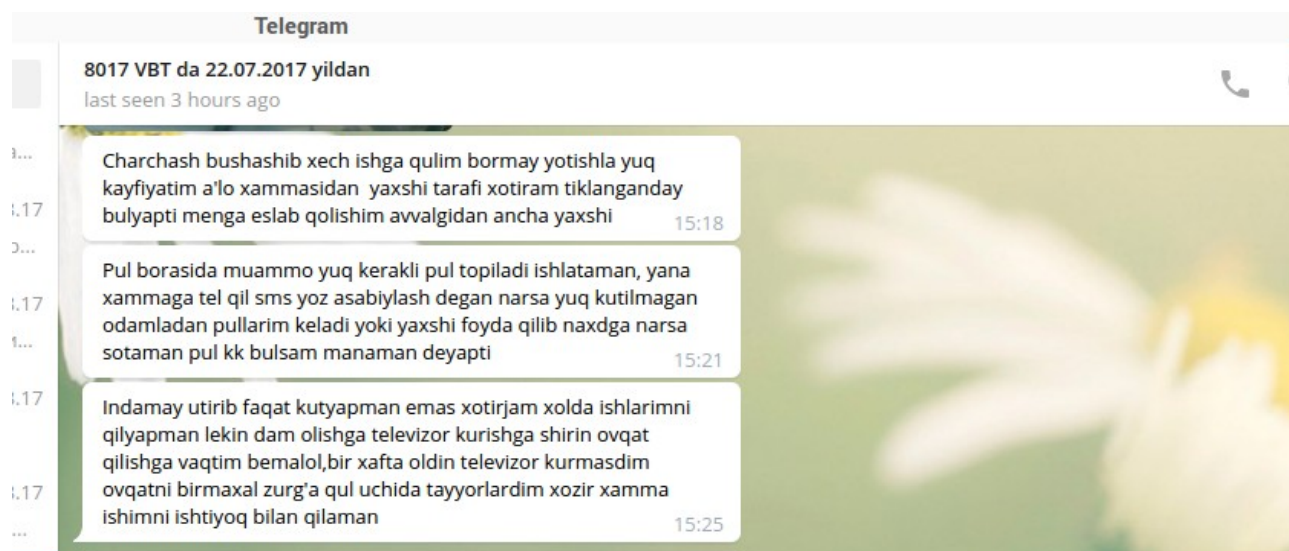 Telegram
8017 VBT da 22.07.2017 yildan
last seen 3 hours ago
Charchash bushashib xech ishga qulim bormay yotishla yuq
kayfiyatim a'lo xammasidan yaxshi tarafi xotiram tiklanganday
bulyapti menga eslab qolishim avvalgidan ancha yaxshi
15:18
Pul borasida muammo yuq kerakli pul topiladi ishlataman, yana
xammaga tel qil sms yoz asabiylash degan narsa yuq kutilmagan
odamladan pullarim keladi yoki yaxshi foyda qilib naxdga narsa
sotaman pul kk bulsam manaman deyapti
15:21
Indamay utirib faqat kutyapman emas xotirjam xolda ishlarimni
qilyapman lekin dam olishga televizor kurishga shirin ovqat
qilishga vaqtim bemalol,bir xafta oldin televizor kurmasdim
ovqatni birmaxal zurg'a qul uchida tayyorlardim xozir xamma
ishimni ishtiyoq bilan qilaman
15:25